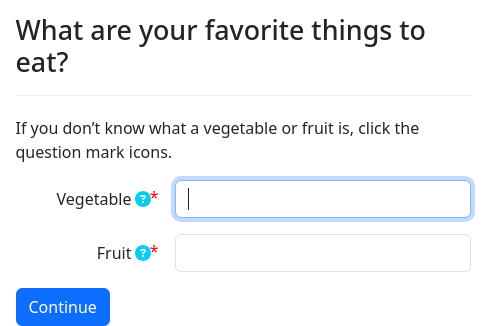 What are your favorite things to
eat?
If you don’t know what a vegetable or fruit is, click the
question mark icons.
Vegetable ?*
Fruit ?*
Continue